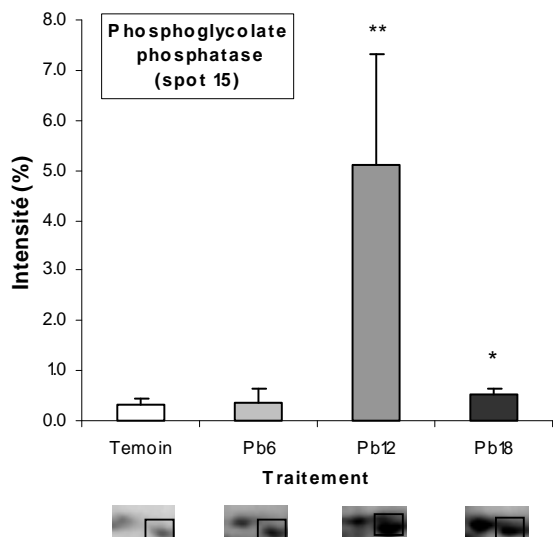 8.0
7.0
6.0
5.0
4.0
3.0
2.0
1.0
0.0
Intensité (%)
Phosphoglycolate
phosphatase
(spot 15)
**
*
Temoin Pb6 Pb12 Pb18
Traitement